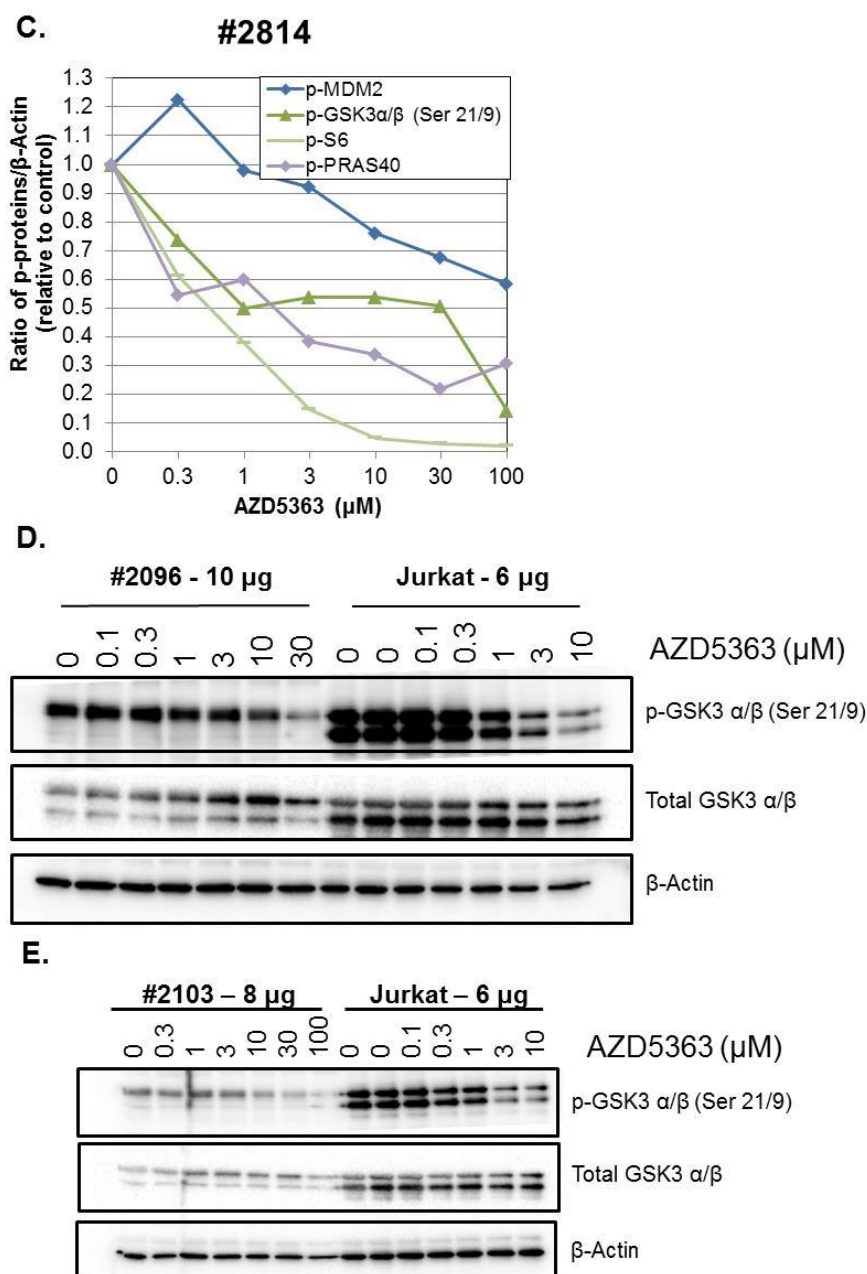 C.
#2814
Ratio of p-proteins/β-Actin
(relative to control)
1.3
1.2
1.1
1.0
0.9
0.8
0.7
0.6
0.5
0.4
0.3
0.2
0.1
0.0
p-MDM2
p-GSK3α/β (Ser 21/9)
p-S6
p-PRAS40
0 0.3 1 3 10 30 100
AZD5363 (µM)
D.
#2096 - 10 µg Jurkat - 6 µg
0 0.1 0.3 1 3 10 30 0 0 0.1 0.3 1 3 10 AZD5363 (µM)
p-GSK3 α/β (Ser 21/9)
Total GSK3 α/β
β-Actin
E.
#2103 – 8 µg Jurkat – 6 µg
0 0.3 1 3 10 30 100 0 0 0.1 0.3 1 3 10 AZD5363 (µM)
p-GSK3 α/β (Ser 21/9)
Total GSK3 α/β
β-Actin